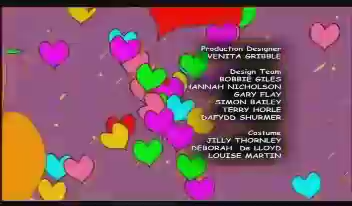 Production Designer
VENITA GRIBBLE
Design Team
BOBBIE GILES
HANNAH NICHOLSON
GARY FLAY
SIMON BAILEY
TERRY HORLE
DAFYDD SHURMER
Costume
JILLY THORNLEY
DEBORAH De LLOYD
LOUISE MARTIN